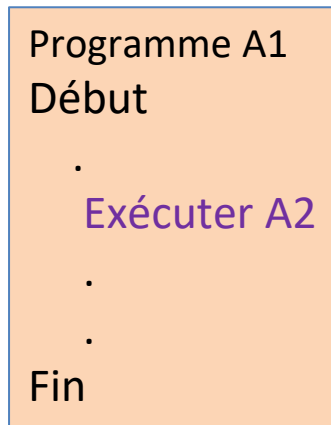 Programme A1
Début
.
Exécuter A2
.
.
Fin